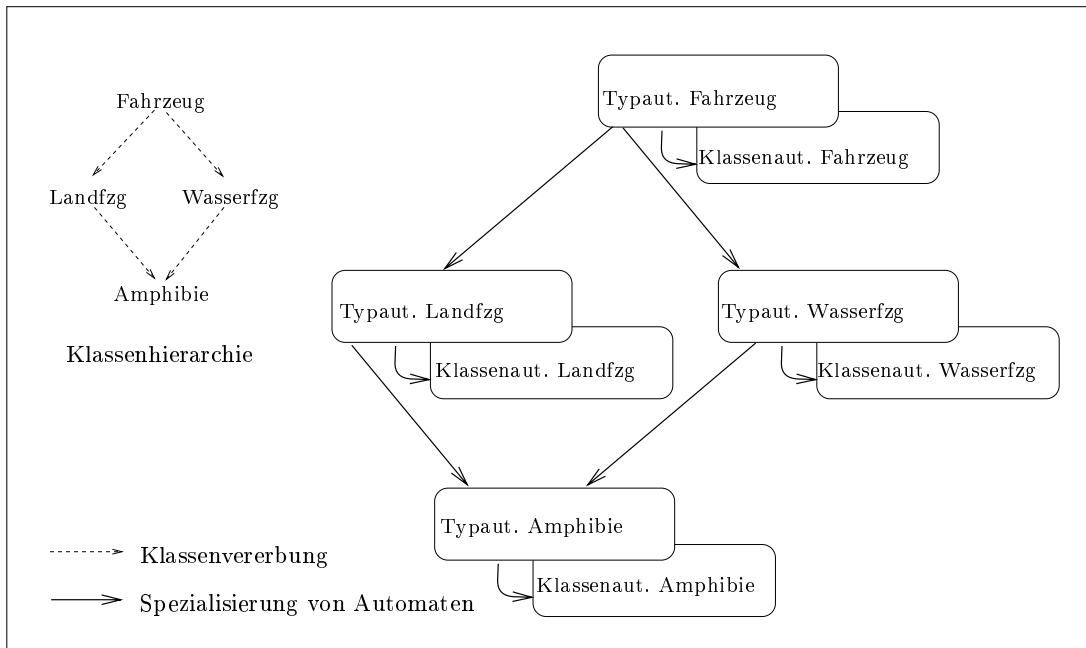 Fahrzeug
Landfzg
Wasserfzg
Amphibie
Klassenhierarchie
Typaut. Fahrzeug
Klassenaut. Fahrzeug
Typaut. Landfzg
Klassenaut. Landfzg
Typaut. Wasserfzg
Klassenaut. Wasserfzg
Typaut. Amphibie
Klassenaut. Amphibie
Klassenvererbung
Spezialisierung von Automaten